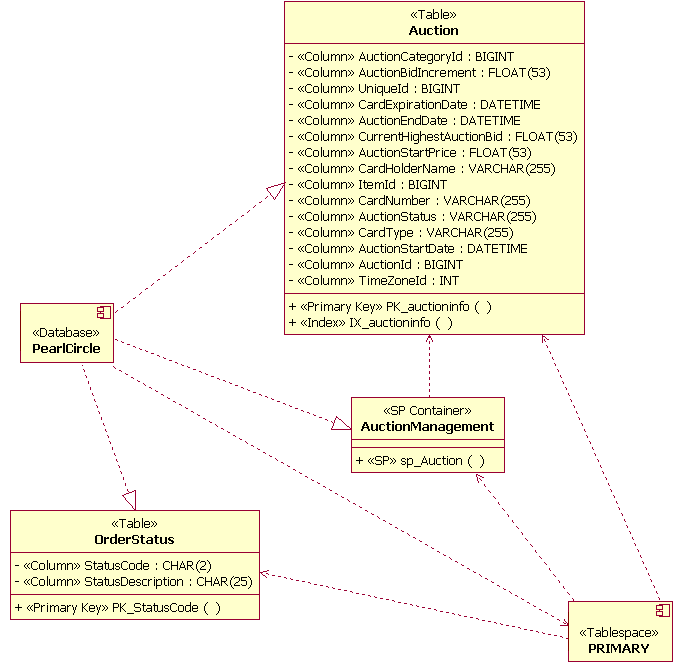 «Table»
Auction
- «Column» AuctionCategoryId : BIGINT
- «Column» AuctionBidIncrement : FLOAT(53)
- «Column» UniqueId : BIGINT
- «Column» CardExpirationDate : DATETIME
- «Column» AuctionEndDate : DATETIME
- «Column» CurrentHighestAuctionBid : FLOAT(53)
- «Column» AuctionStartPrice : FLOAT(53)
- «Column» CardHolderName : VARCHAR(255)
- «Column» ItemId : BIGINT
- «Column» CardNumber : VARCHAR(255)
- «Column» AuctionStatus : VARCHAR(255)
- «Column» CardType : VARCHAR(255)
- «Column» AuctionStartDate : DATETIME
- «Column» AuctionId : BIGINT
- «Column» TimeZoneId : INT
+ «Primary Key» PK_auctioninfo ( )
+ «Index» IX_auctioninfo ( )
«Database»
PearlCircle
«SP Container»
AuctionManagement
+ «SP» sp_Auction ( )
«Table»
OrderStatus
- «Column» StatusCode : CHAR(2)
- «Column» StatusDescription : CHAR(25)
+ «Primary Key» PK_StatusCode ( )
«Tablespace»
PRIMARY